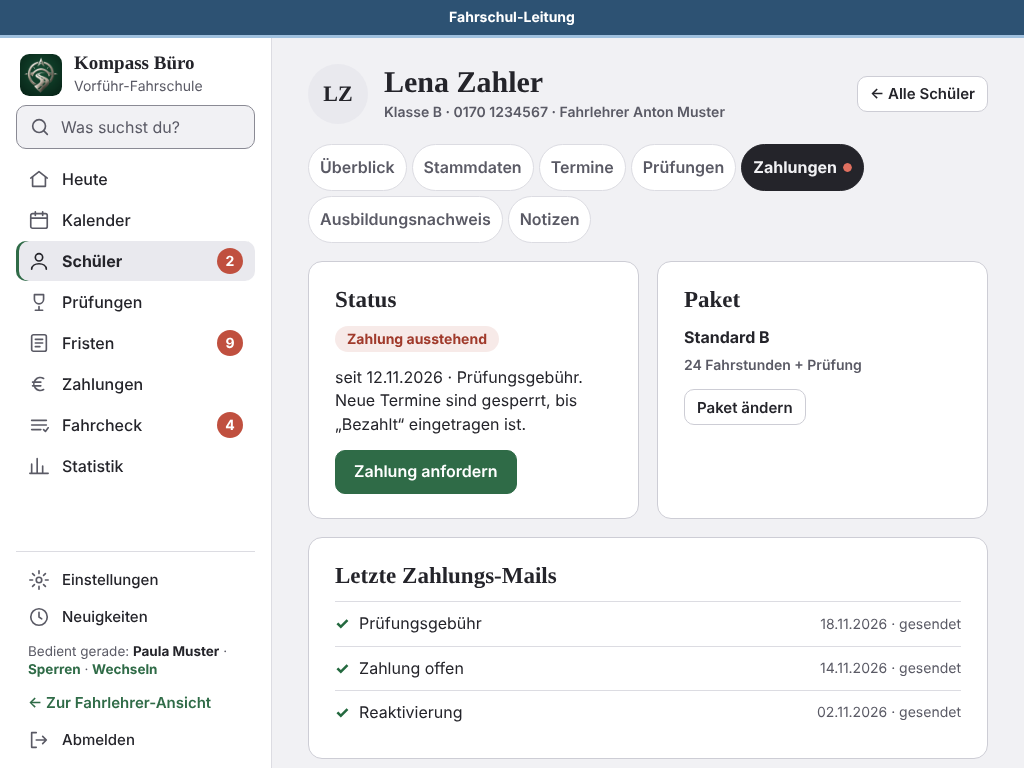 Fahrschul-Leitung
Kompass Büro
Vorführ-Fahrschule
Was suchst du?
Heute
Kalender
Schüler 2
Prüfungen
Fristen 9
Zahlungen
Fahrcheck 4
Statistik
Einstellungen
Neuigkeiten
Bedient gerade: Paula Muster ·
Sperren · Wechseln
← Zur Fahrlehrer-Ansicht
Abmelden
LZ
Lena Zahler
Klasse B · 0170 1234567 · Fahrlehrer Anton Muster
← Alle Schüler
Überblick Stammdaten Termine Prüfungen Zahlungen
Ausbildungsnachweis Notizen
Status
Zahlung ausstehend
seit 12.11.2026 · Prüfungsgebühr.
Neue Termine sind gesperrt, bis
„Bezahlt“ eingetragen ist.
Zahlung anfordern
Paket
Standard B
24 Fahrstunden + Prüfung
Paket ändern
Letzte Zahlungs-Mails
Prüfungsgebühr 18.11.2026 · gesendet
Zahlung offen 14.11.2026 · gesendet
Reaktivierung 02.11.2026 · gesendet